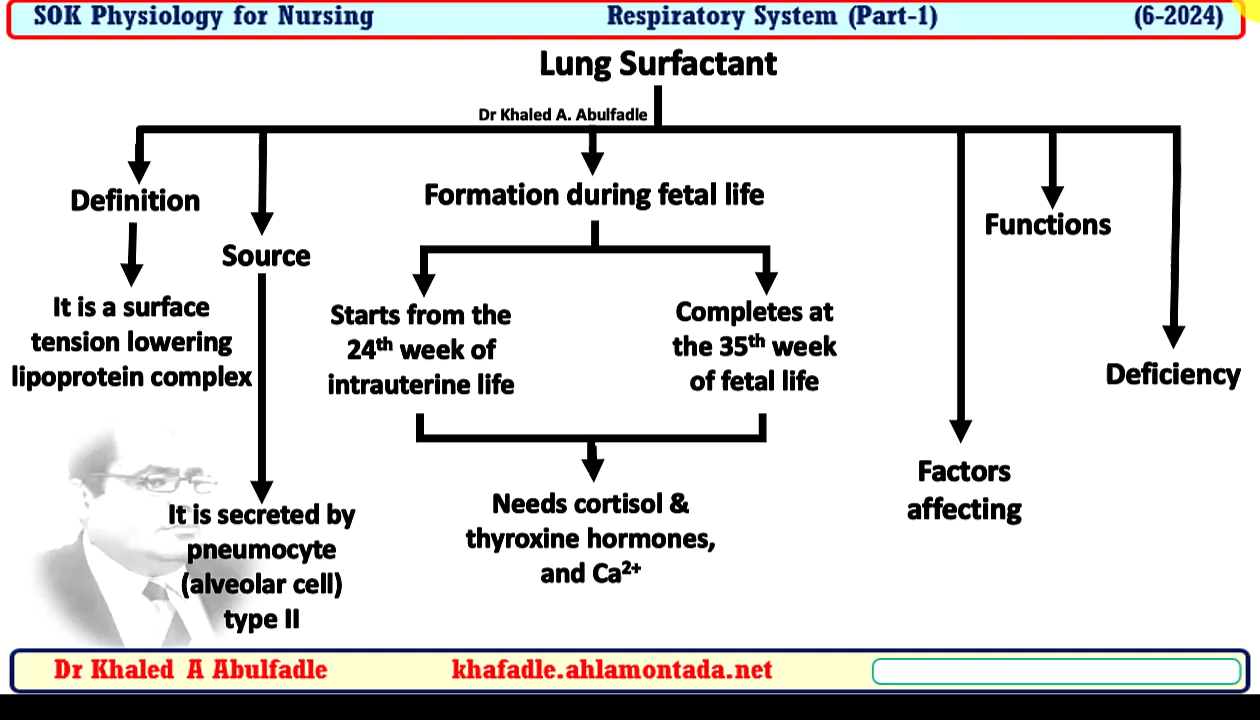 SOK Physiology for Nursing Respiratory System (Part-1) (6-2024)
Lung Surfactant
Dr Khaled A. Abulfadle
Definition
It is a surface
tension lowering
lipoprotein complex
Source
It is secreted by
pneumocyte
(alveolar cell)
type II
Formation during fetal life
Starts from the
24th week of
intrauterine life
Completes at
the 35th week
of fetal life
Needs cortisol &
thyroxine hormones,
and Ca2+
Factors
affecting
Functions
Deficiency
Dr Khaled A Abulfadle khafadle.ahlamontada.net